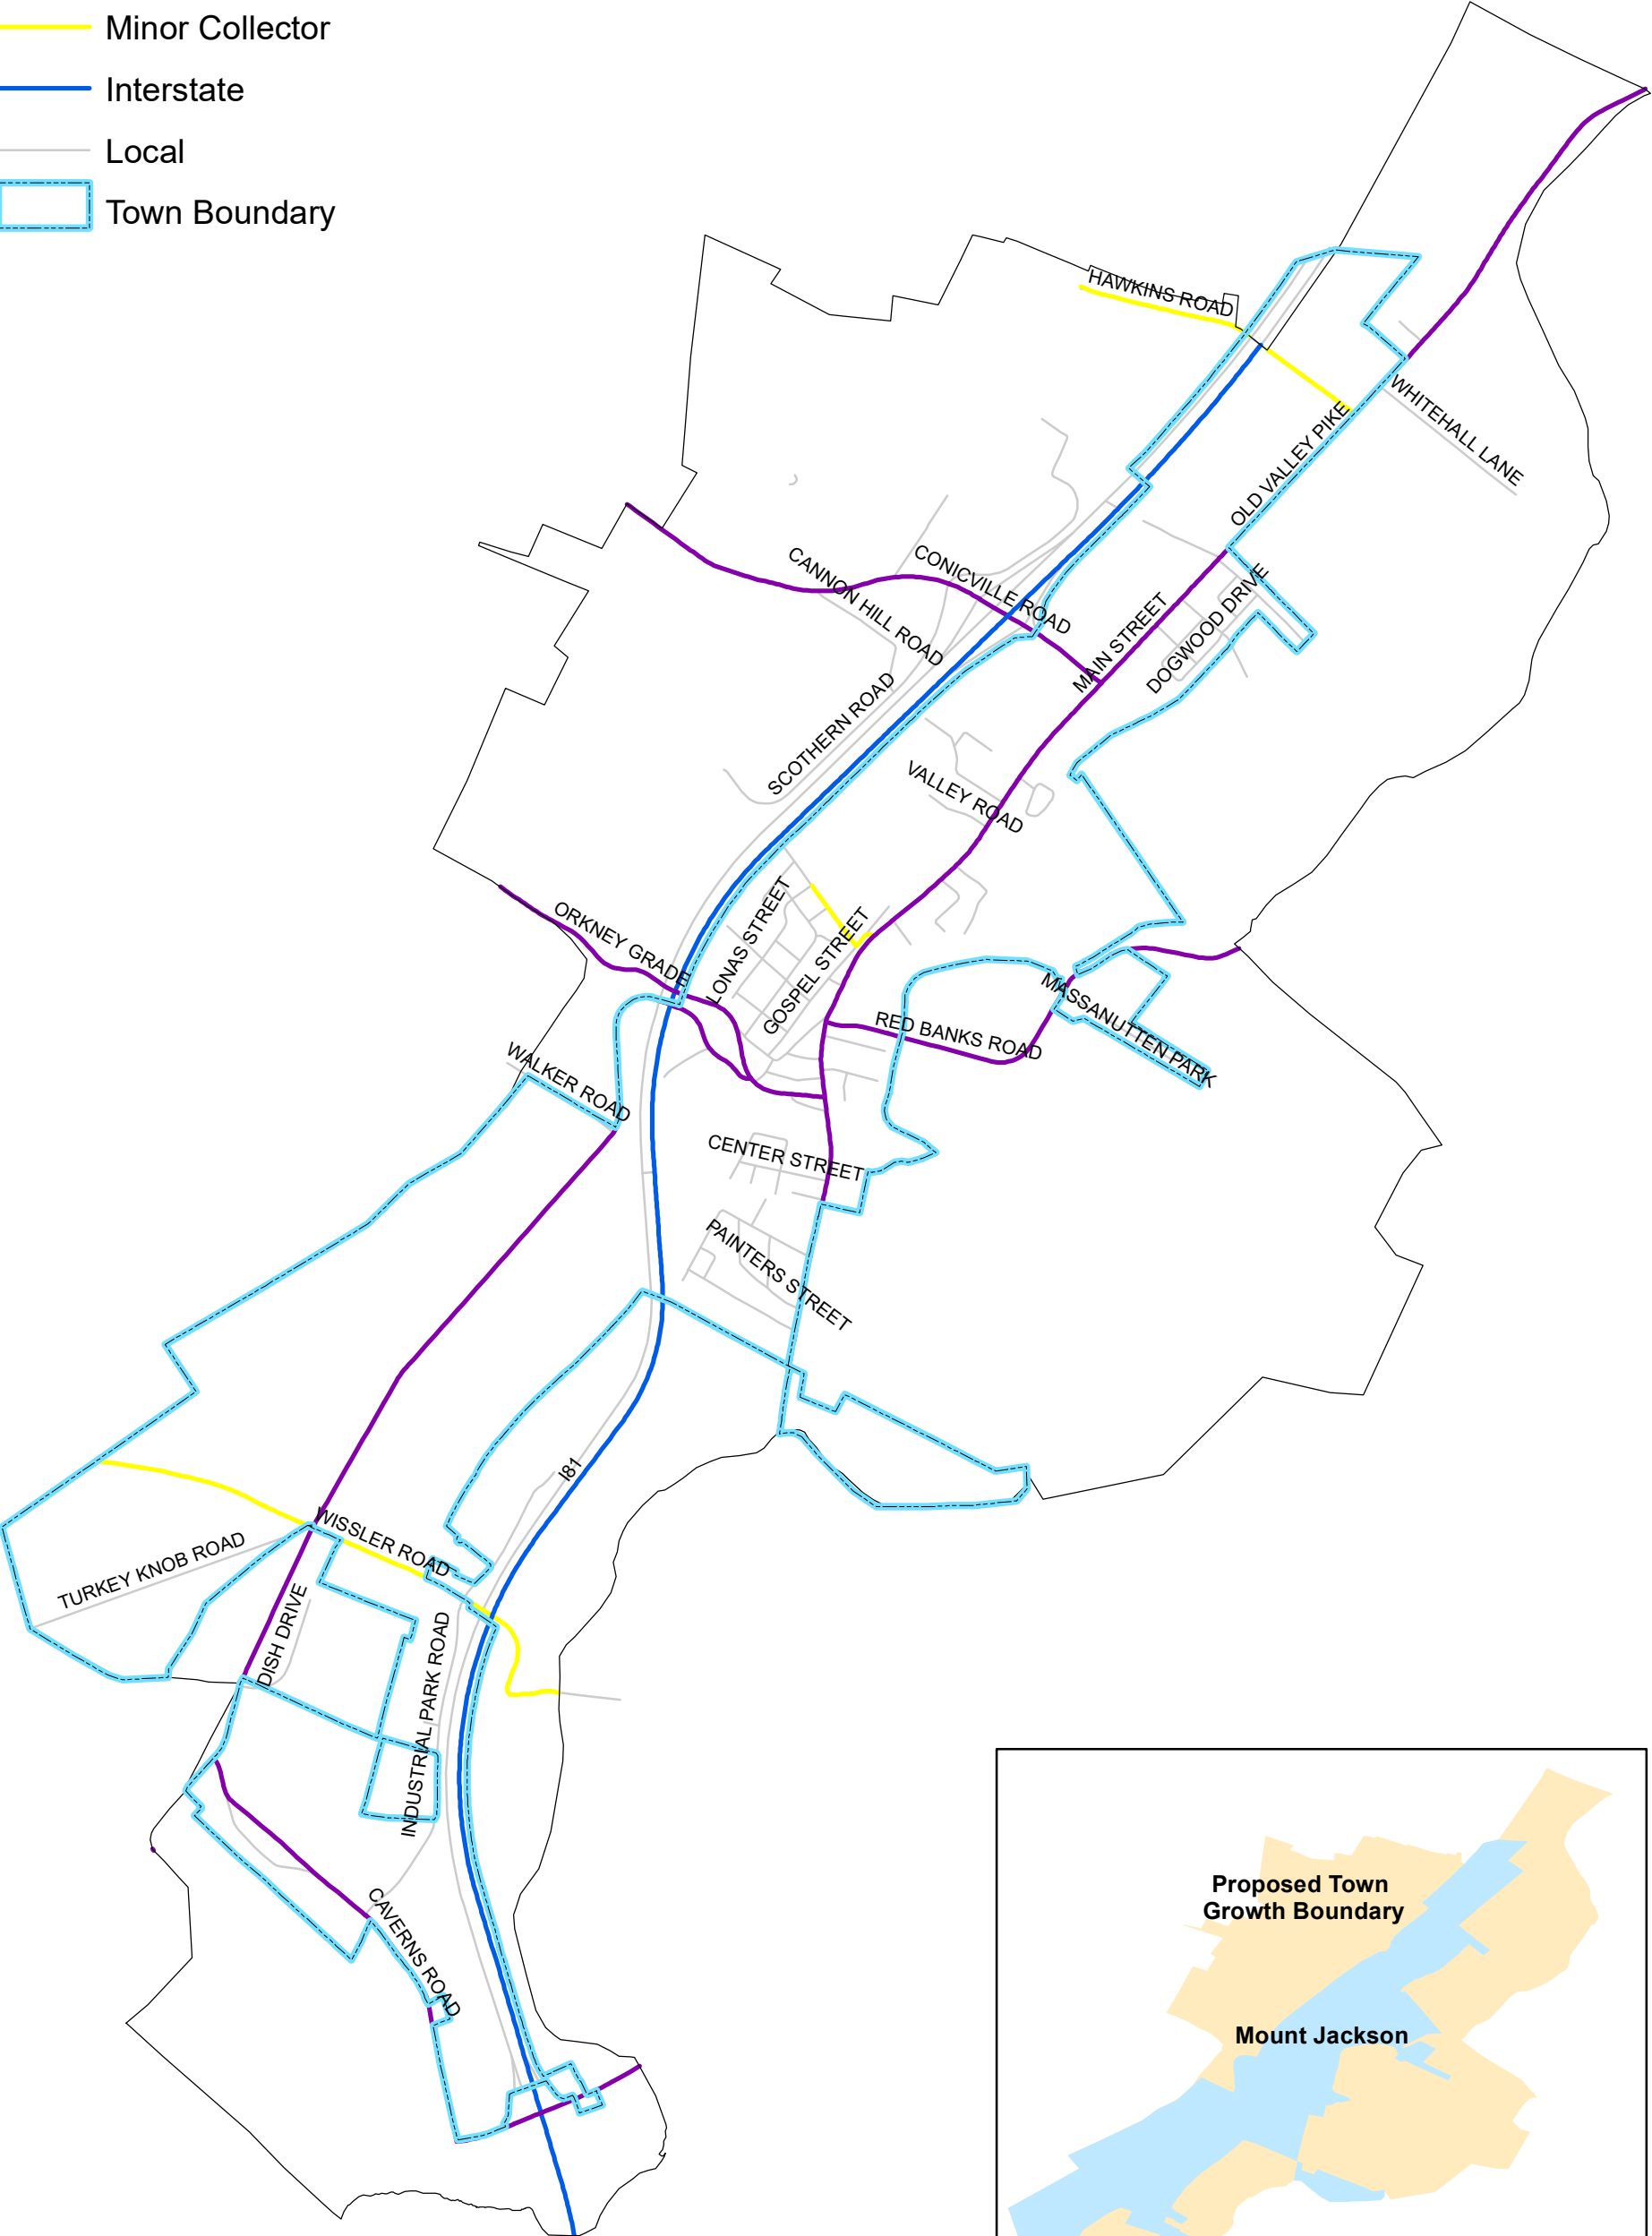 Minor Collector
Interstate
Local
Town Boundary
HAWKINS ROAD
WHITEHALL LANE
OLD VALLEY PIKE
CONICVILLE ROAD
CANNON HILL ROAD
MAIN STREET
DOGWOOD DRIVE
SCOTHERN ROAD
VALLEY ROAD
ORKNEY GRADE
LONAS STREET
GOSPEL STREET
MASSANUTTEN PARK
RED BANKS ROAD
WALKER ROAD
CENTER STREET
PAINTERS STREET
I81
WISSLER ROAD
TURKEY KNOB ROAD
DISH DRIVE
INDUSTRIAL PARK ROAD
CAVERNS ROAD
Proposed Town
Growth Boundary
Mount Jackson